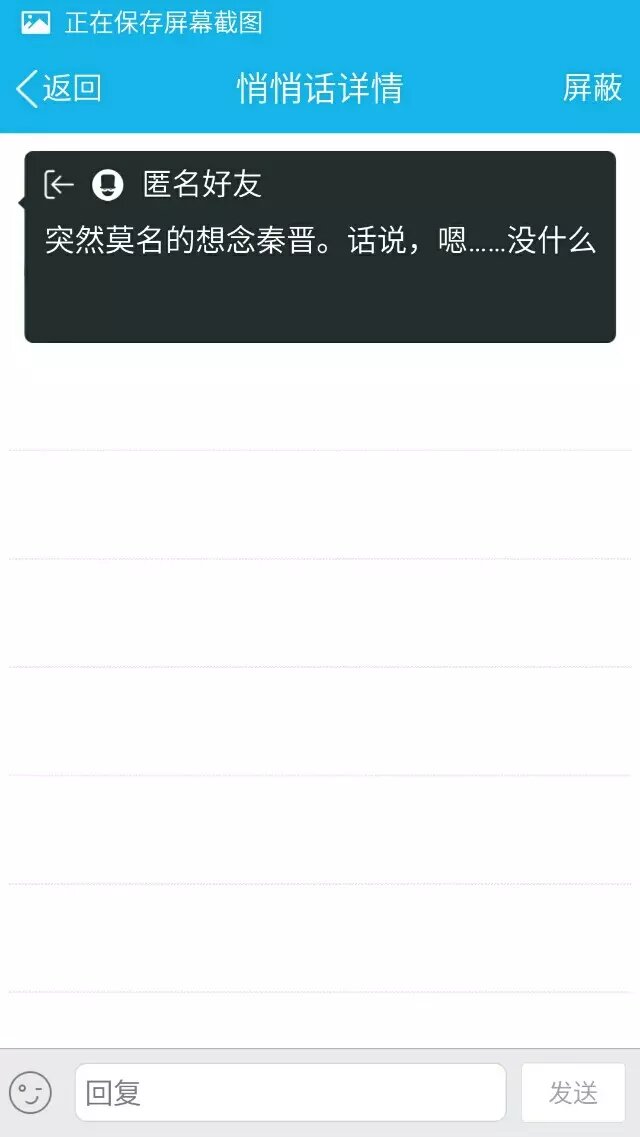 正在保存屏幕截图
返回 悄悄话详情 屏蔽
匿名好友
突然莫名的想念秦晋。话说，嗯……没什么
回复 发送